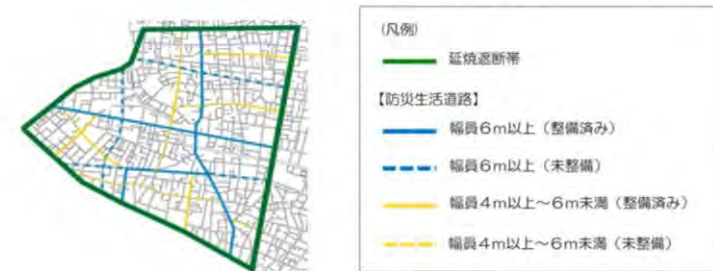 (凡例)
延焼遮断帯
【防災生活道路】
幅員6m以上（整備済み）
幅員6m以上（未整備）
幅員4m以上～6m未満（整備済み）
幅員4m以上～6m未満（未整備）